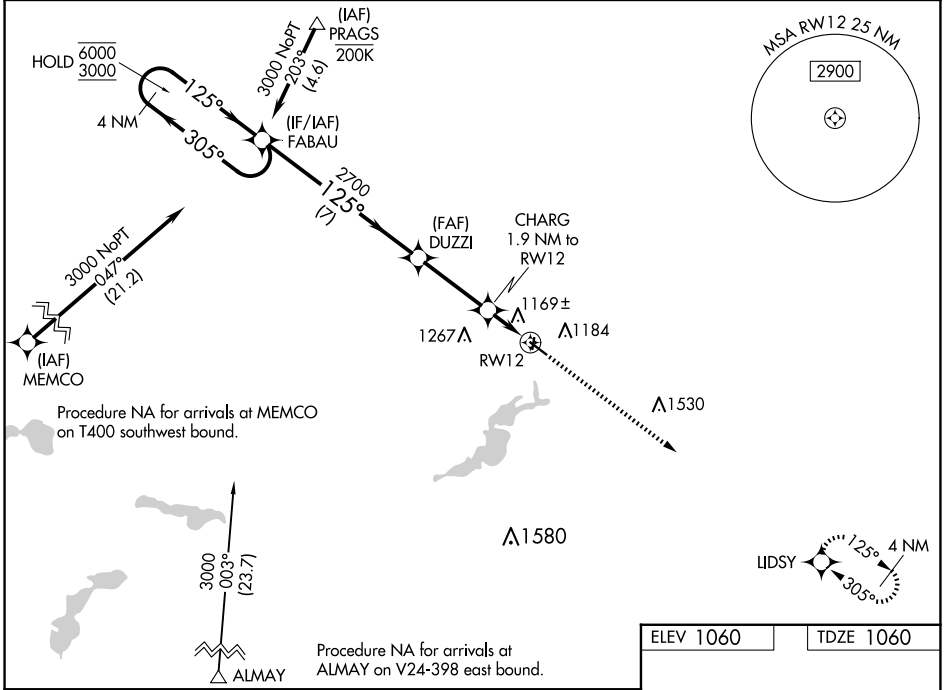 HOLD 6000
3000
4 NM
125°
305°
(IAF)
PRAGS
200K
3000 NoPT
203°
(4.6)
(IF/IAF)
FABAU
MSA RW12 25 NM
2900
2700
125°
(7)
(FAF)
DUZZI
CHARG
1.9 NM to
RW12
1169±
1267
1184
RW12
1530
3000 NoPT
047°
(21.2)
(IAF)
MEMCO
Procedure NA for arrivals at MEMCO
on T400 southwest bound.
1580
3000
003°
(23.7)
ALMAY
Procedure NA for arrivals at
ALMAY on V24-398 east bound.
LIDSY
125°
305°
4 NM
ELEV 1060
TDZE 1060